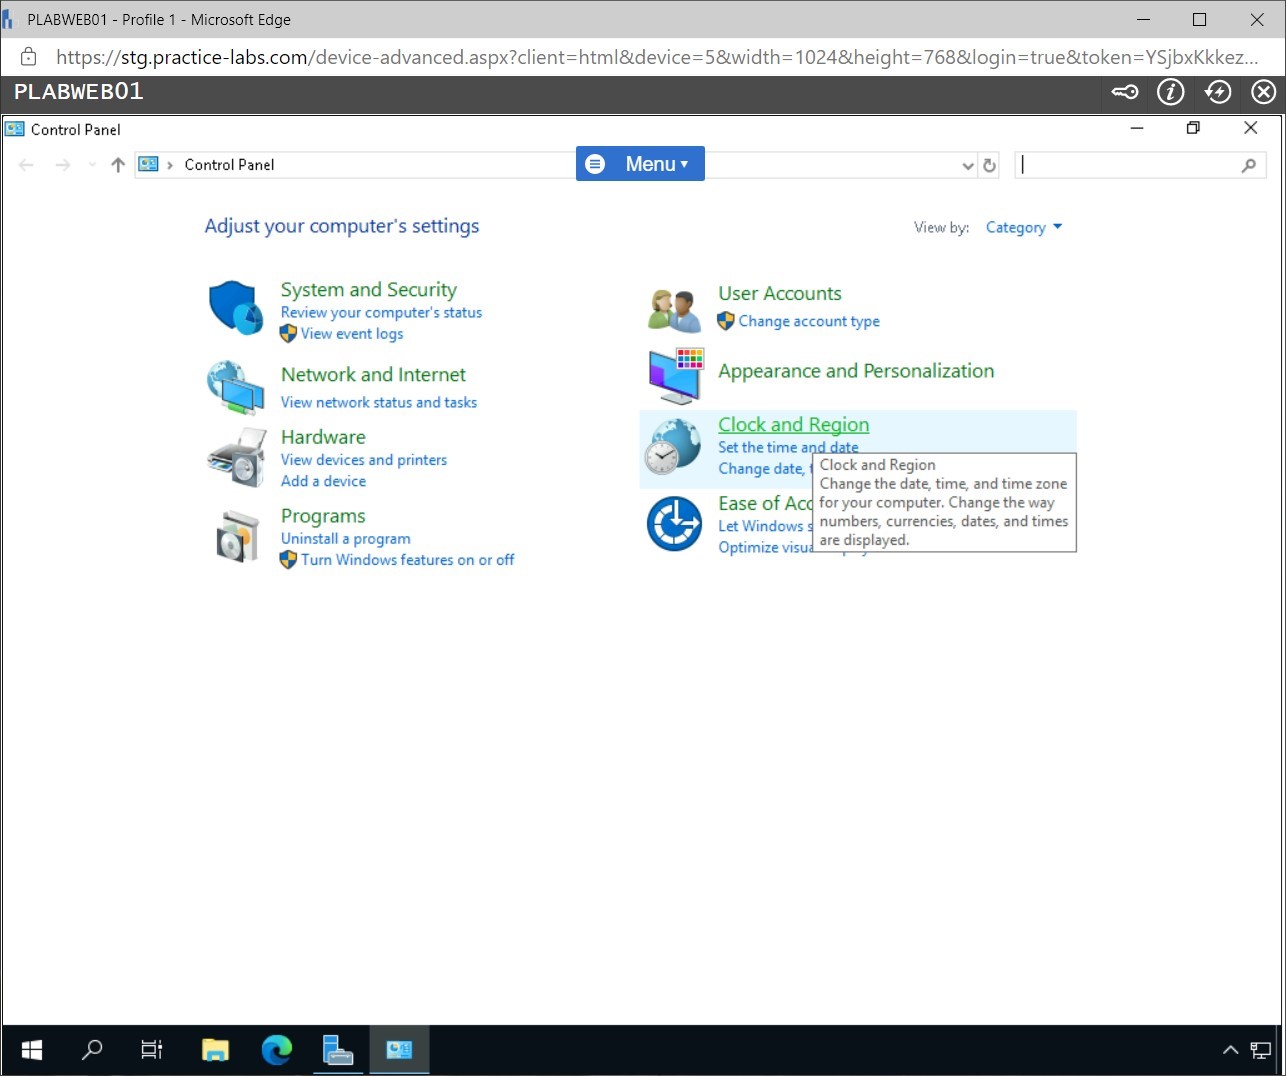 PLABWEB01 - Profile 1 - Microsoft Edge
https://stg.practice-labs.com/device-advanced.aspx?client=html&device=5&width=1024&height=768&login=true&token=YSjbxKkkez...
PLABWEB01
Control Panel
Control Panel
Menu
Adjust your computer's settings
View by: Category
System and Security
Review your computer's status
View event logs
Network and Internet
View network status and tasks
Hardware
View devices and printers
Add a device
Programs
Uninstall a program
Turn Windows features on or off
User Accounts
Change account type
Appearance and Personalization
Clock and Region
Set the time and date
Change date,
Clock and Region
Change the date, time, and time zone
for your computer. Change the way
numbers, currencies, dates, and times
are displayed.
Ease of
Let Windows
Optimize